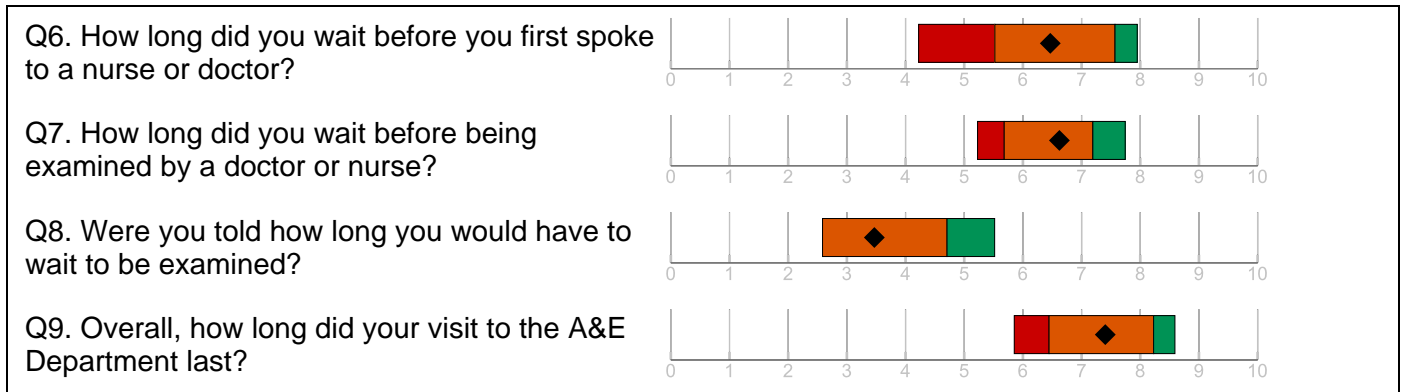 Q6. How long did you wait before you first spoke
to a nurse or doctor?
0 1 2 3 4 5 6 7 8 9 10
Q7. How long did you wait before being
examined by a doctor or nurse?
0 1 2 3 4 5 6 7 8 9 10
Q8. Were you told how long you would have to
wait to be examined?
0 1 2 3 4 5 6 7 8 9 10
Q9. Overall, how long did your visit to the A&E
Department last?
0 1 2 3 4 5 6 7 8 9 10